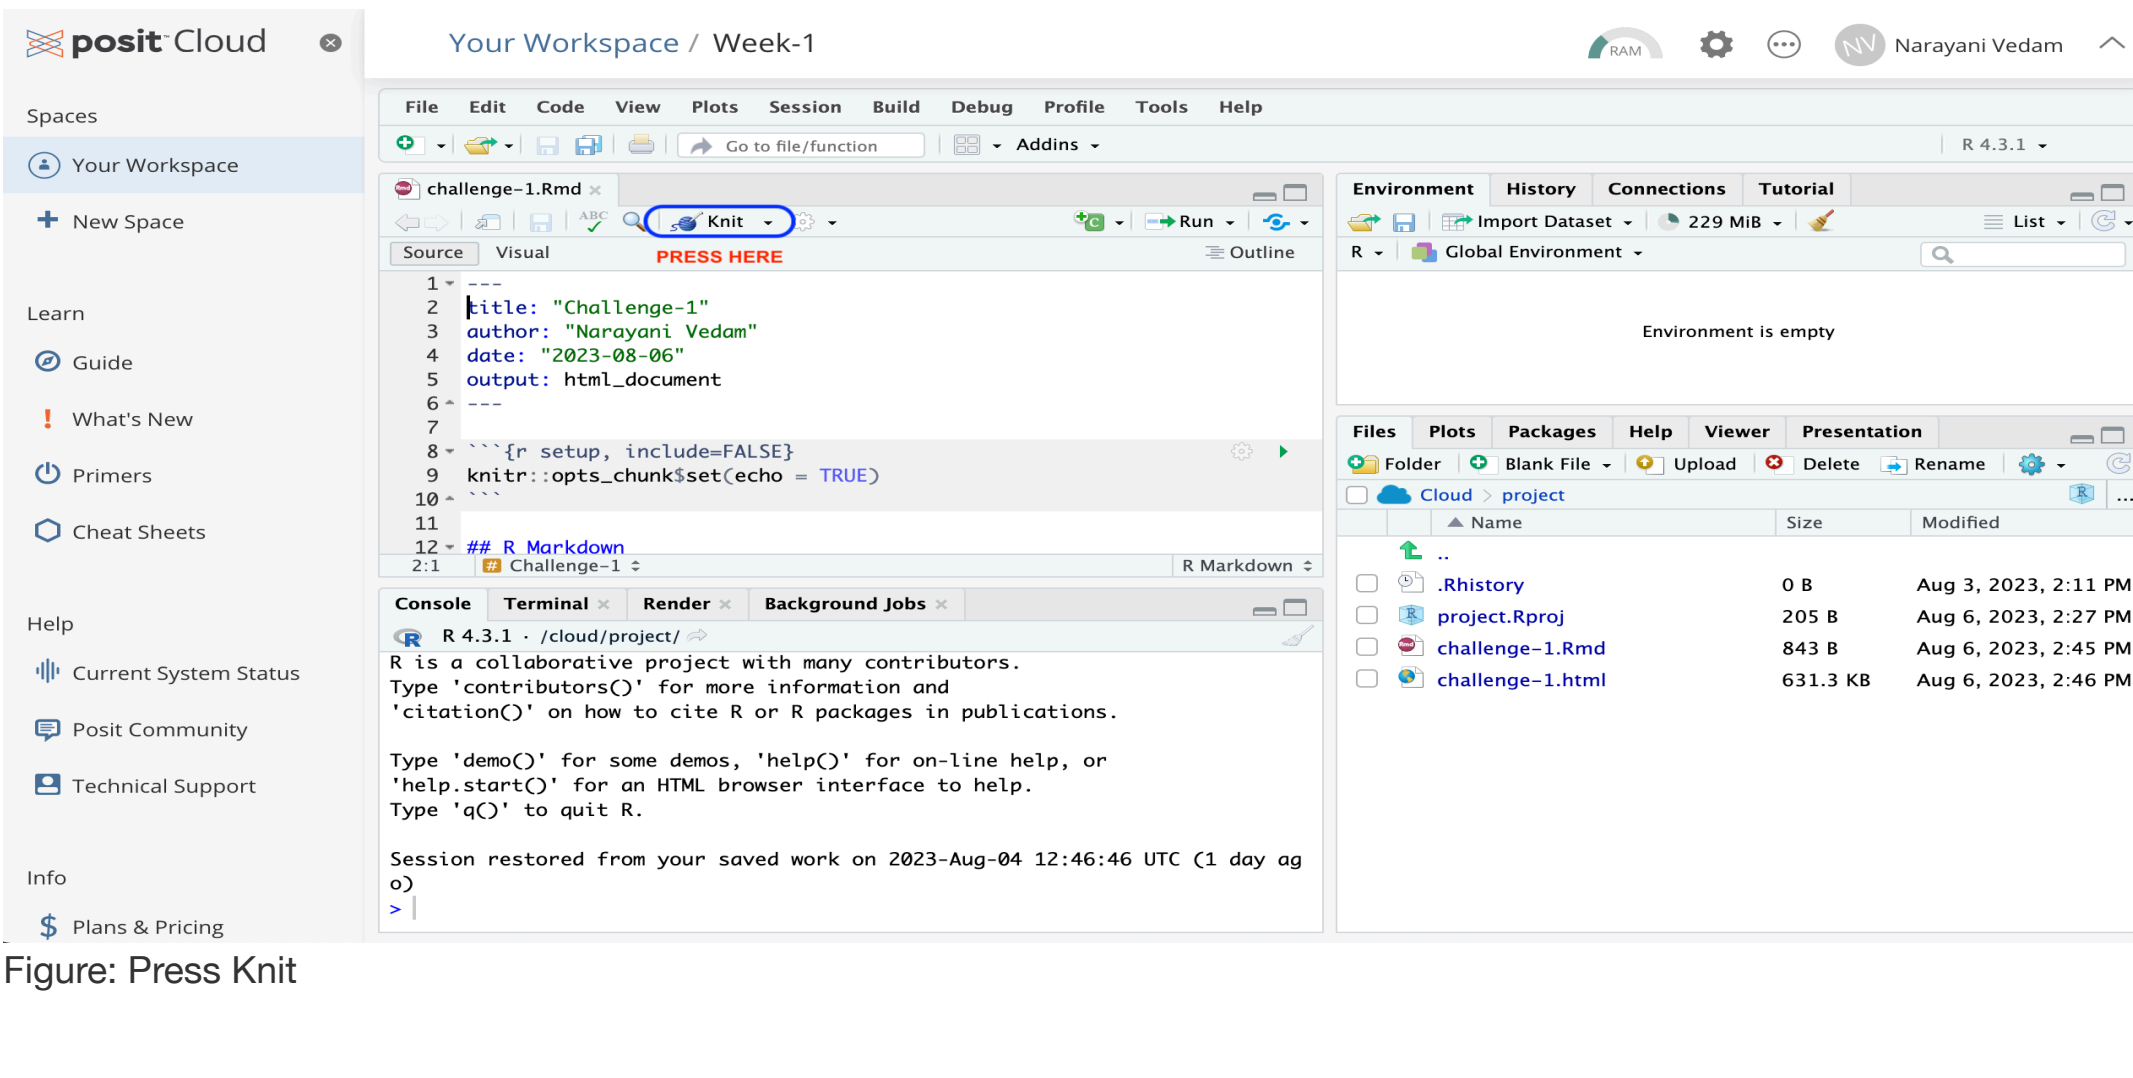 posit Cloud
Your Workspace / Week-1
RAM
NV
Narayani Vedam
Spaces
Your Workspace
New Space
Learn
Guide
What's New
Primers
Cheat Sheets
Help
Current System Status
Posit Community
Technical Support
Info
Plans & Pricing
File Edit Code View Plots Session Build Debug Profile Tools Help
Go to file/function
Addins
R 4.3.1
challenge-1.Rmd
ABC
Knit
Run
Source Visual
PRESS HERE
Outline
1 ---
2 title: "Challenge-1"
3 author: "Narayani Vedam"
4 date: "2023-08-06"
5 output: html_document
6 ---
7
8 ```{r setup, include=FALSE}
9 knitr::opts_chunk$set(echo = TRUE)
10 ```
11
12 ## R Markdown
2:1
# Challenge-1
R Markdown
Console Terminal Render Background Jobs
R 4.3.1 · /cloud/project/
R is a collaborative project with many contributors.
Type 'contributors()' for more information and
'citation()' on how to cite R or R packages in publications.
Type 'demo()' for some demos, 'help()' for on-line help, or
'help.start()' for an HTML browser interface to help.
Type 'q()' to quit R.
Session restored from your saved work on 2023-Aug-04 12:46:46 UTC (1 day ag
o)
>
Environment History Connections Tutorial
Import Dataset
229 MiB
List
R
Global Environment
Environment is empty
Files Plots Packages Help Viewer Presentation
Folder Blank File Upload Delete Rename
Cloud > project
R
...
Name Size Modified
..
.Rhistory 0 B Aug 3, 2023, 2:11 PM
project.Rproj 205 B Aug 6, 2023, 2:27 PM
challenge-1.Rmd 843 B Aug 6, 2023, 2:45 PM
challenge-1.html 631.3 KB Aug 6, 2023, 2:46 PM
Figure: Press Knit